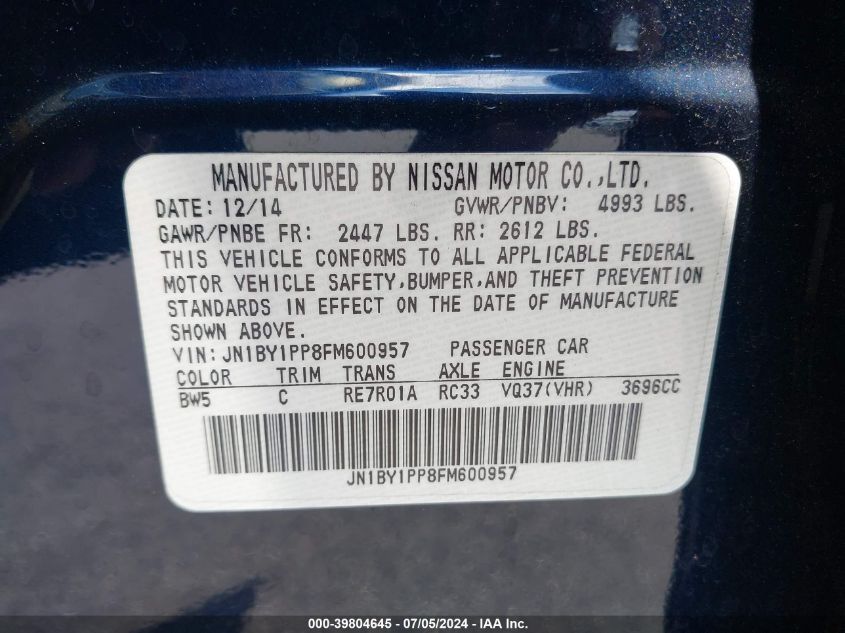 MANUFACTURED BY NISSAN MOTOR CO.,LTD.
DATE: 12/14 GVWR/PNBV: 4993 LBS.
GAWR/PNBE FR: 2447 LBS. RR: 2612 LBS.
THIS VEHICLE CONFORMS TO ALL APPLICABLE FEDERAL
MOTOR VEHICLE SAFETY,BUMPER,AND THEFT PREVENTION
STANDARDS IN EFFECT ON THE DATE OF MANUFACTURE
SHOWN ABOVE.
VIN: JN1BY1PP8FM600957 PASSENGER CAR
COLOR TRIM TRANS AXLE ENGINE
BW5 C RE7R01A RC33 VQ37(VHR) 3696CC
JN1BY1PP8FM600957
000-39804645 - 07/05/2024 - IAA Inc.